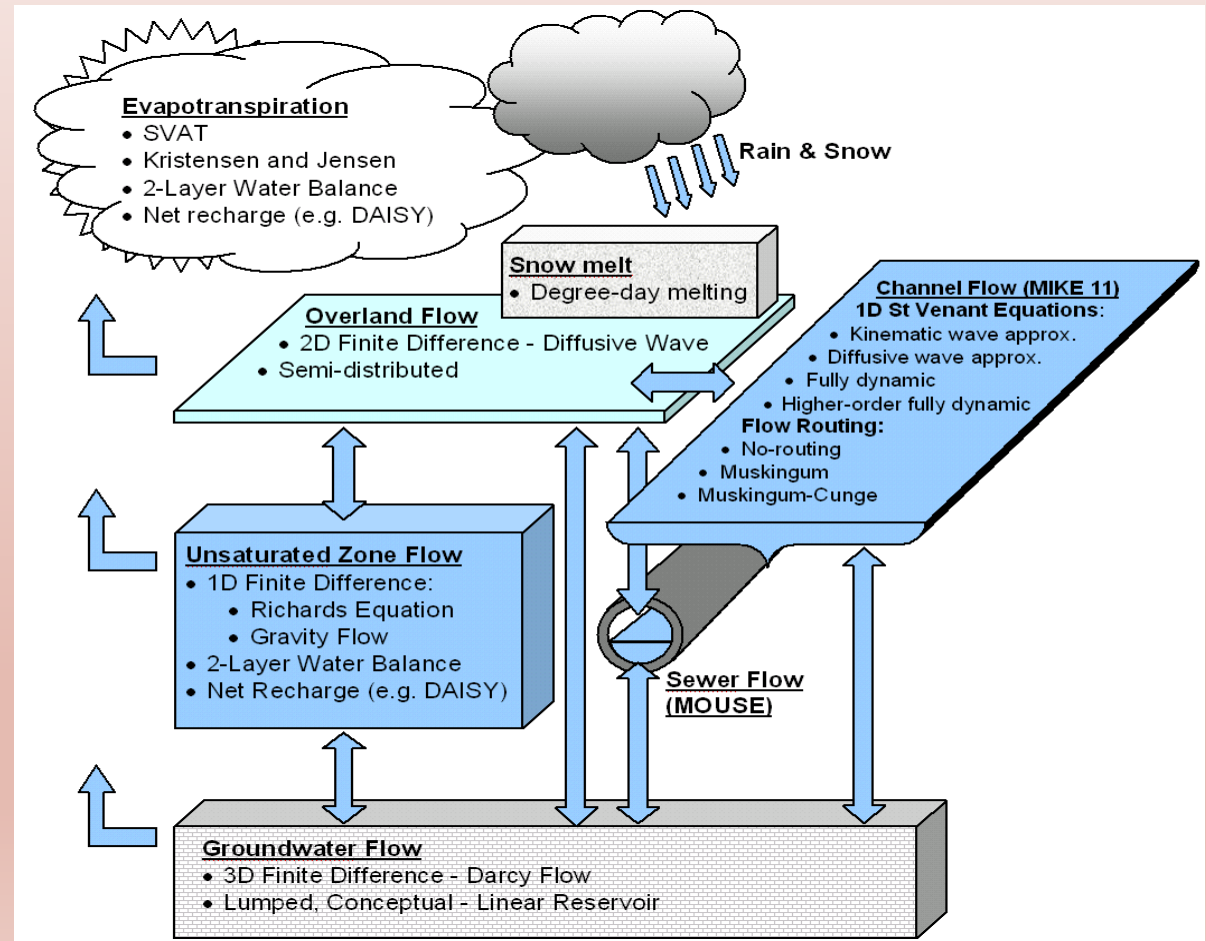 Evapotranspiration
• SVAT
• Kristensen and Jensen
• 2-Layer Water Balance
• Net recharge (e.g. DAISY)
Rain & Snow
Snow melt
• Degree-day melting
Overland Flow
• 2D Finite Difference - Diffusive Wave
• Semi-distributed
Channel Flow (MIKE 11)
1D St Venant Equations:
• Kinematic wave approx.
• Diffusive wave approx.
• Fully dynamic
• Higher-order fully dynamic
Flow Routing:
• No-routing
• Muskingum
• Muskingum-Cunge
Unsaturated Zone Flow
• 1D Finite Difference:
• Richards Equation
• Gravity Flow
• 2-Layer Water Balance
• Net Recharge (e.g. DAISY)
Sewer Flow
(MOUSE)
Groundwater Flow
• 3D Finite Difference - Darcy Flow
• Lumped, Conceptual - Linear Reservoir